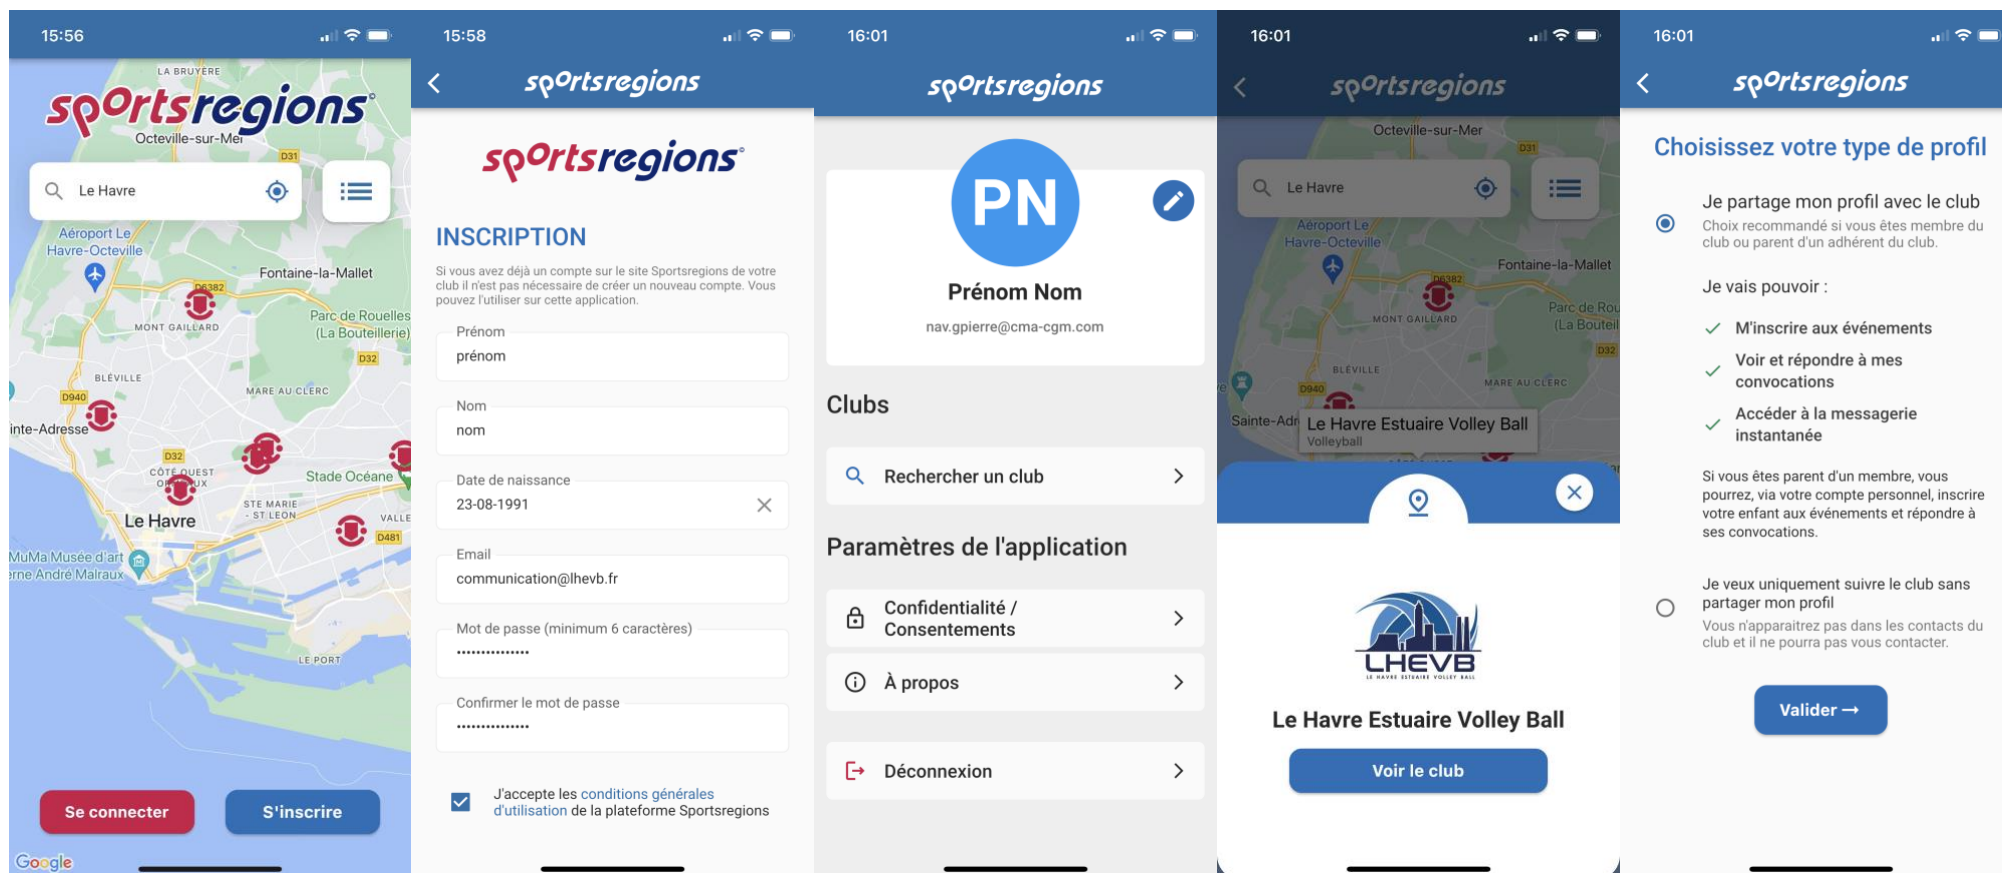 15:56
LA BRUYÈRE
sportsregions
Octeville-sur-Mer
D31
Le Havre
Aéroport Le
Havre-Octeville
Fontaine-la-Mallet
D6382
MONT GAILLARD
Parc de Rouelles
(La Bouteillerie)
D32
BLÉVILLE
MARE AU CLERC
D940
inte-Adresse
D32
CÔTÉ OUEST
Stade Océane
STE MARIE
- ST LEON
Le Havre
VALLE
D481
MuMa Musée d'art
erne André Malraux
LE PORT
Se connecter
S'inscrire
Google
15:58
sportsregions
sportsregions
INSCRIPTION
Si vous avez déjà un compte sur le site Sportsregions de votre
club il n'est pas nécessaire de créer un nouveau compte. Vous
pouvez l'utiliser sur cette application.
Prénom
prénom
Nom
nom
Date de naissance
23-08-1991
Email
communication@lhevb.fr
Mot de passe (minimum 6 caractères)
•••••••••••••••
Confirmer le mot de passe
•••••••••••••••
J'accepte les conditions générales
d'utilisation de la plateforme Sportsregions
16:01
sportsregions
PN
Prénom Nom
nav.gpierre@cma-cgm.com
Clubs
Rechercher un club
Paramètres de l'application
Confidentialité /
Consentements
À propos
Déconnexion
16:01
sportsregions
Octeville-sur-Mer
D31
Le Havre
Aéroport Le
Havre-Octeville
Fontaine-la-Mallet
D6382
MONT GAILLARD
Parc de Rou
(La Bouteil
D32
BLÉVILLE
MARE AU CLERC
D940
Sainte-Adr
Le Havre Estuaire Volley Ball
Volleyball
LHEVB
LE HAVRE ESTUAIRE VOLLEY BALL
Le Havre Estuaire Volley Ball
Voir le club
16:01
sportsregions
Choisissez votre type de profil
Je partage mon profil avec le club
Choix recommandé si vous êtes membre du
club ou parent d'un adhérent du club.
Je vais pouvoir :
M'inscrire aux événements
Voir et répondre à mes
convocations
Accéder à la messagerie
instantanée
Si vous êtes parent d'un membre, vous
pourrez, via votre compte personnel, inscrire
votre enfant aux événements et répondre à
ses convocations.
Je veux uniquement suivre le club sans
partager mon profil
Vous n'apparaitrez pas dans les contacts du
club et il ne pourra pas vous contacter.
Valider →